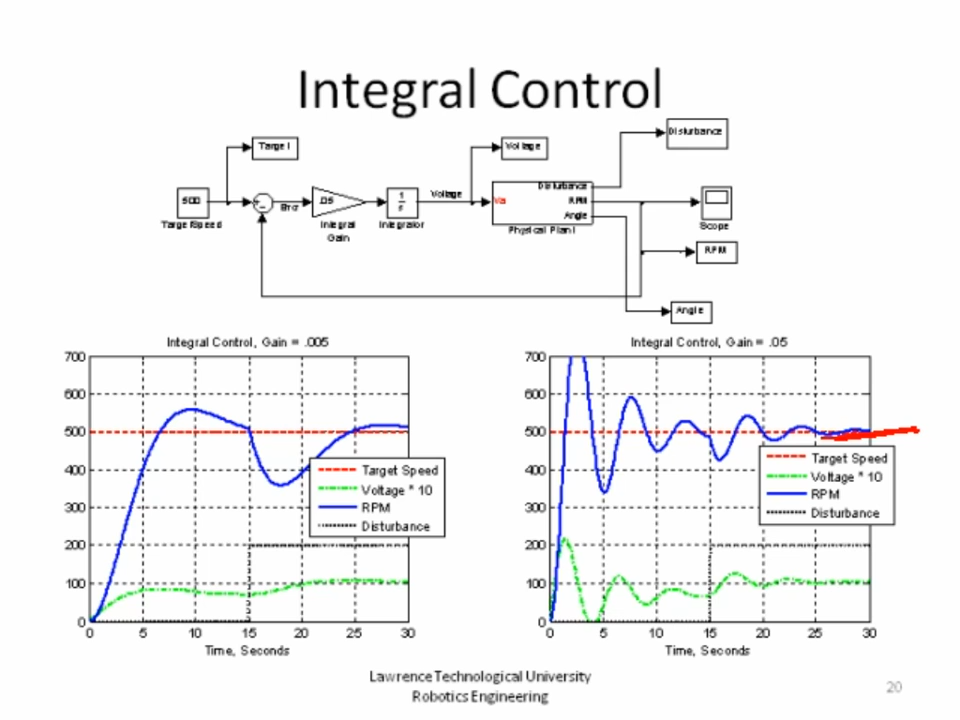 Integral Control
Disturbance
Target
Voltage
500
Target Speed
Error
.05
Integral
Gain
1
s
Integrator
Voltage
Va
Disturbance
RPM
Angle
Physical Plant
Scope
RPM
Angle
Integral Control, Gain = .005
700
600
500
400
300
200
100
0
0 5 10 15 20 25 30
Time, Seconds
Target Speed
Voltage * 10
RPM
Disturbance
Integral Control, Gain = .05
700
600
500
400
300
200
100
0
0 5 10 15 20 25 30
Time, Seconds
Target Speed
Voltage * 10
RPM
Disturbance
Lawrence Technological University
Robotics Engineering
20